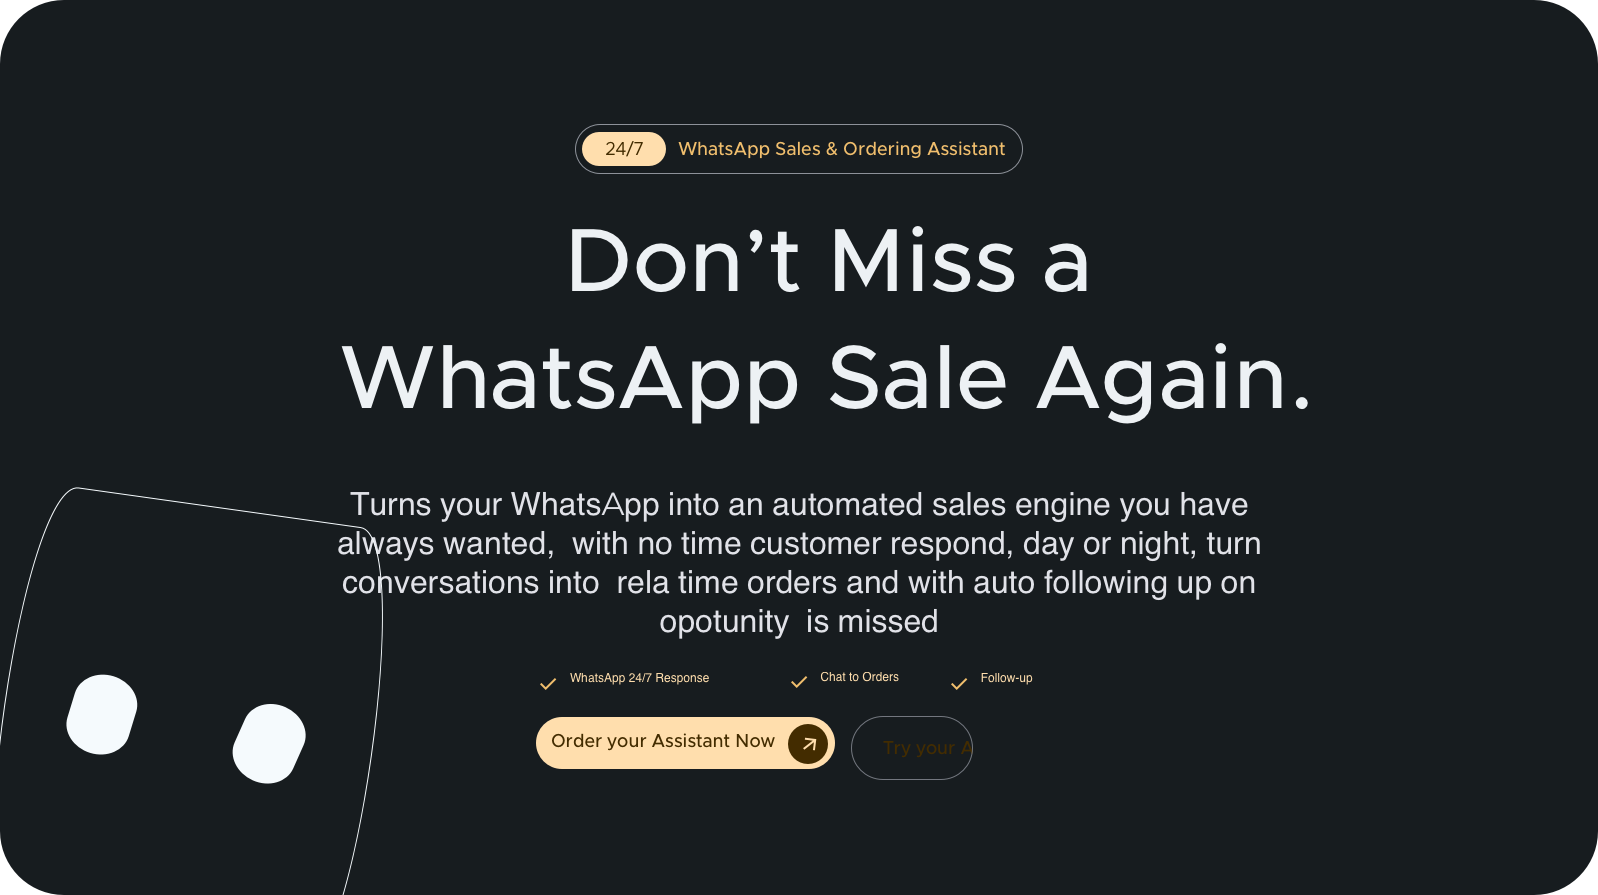 24/7 WhatsApp Sales & Ordering Assistant
Don’t Miss a
WhatsApp Sale Again.
Turns your WhatsApp into an automated sales engine you have
always wanted,  with no time customer respond, day or night, turn
conversations into  rela time orders and with auto following up on
opotunity  is missed
WhatsApp 24/7 Response
Chat to Orders
Follow-up
Order your Assistant Now
Try your A